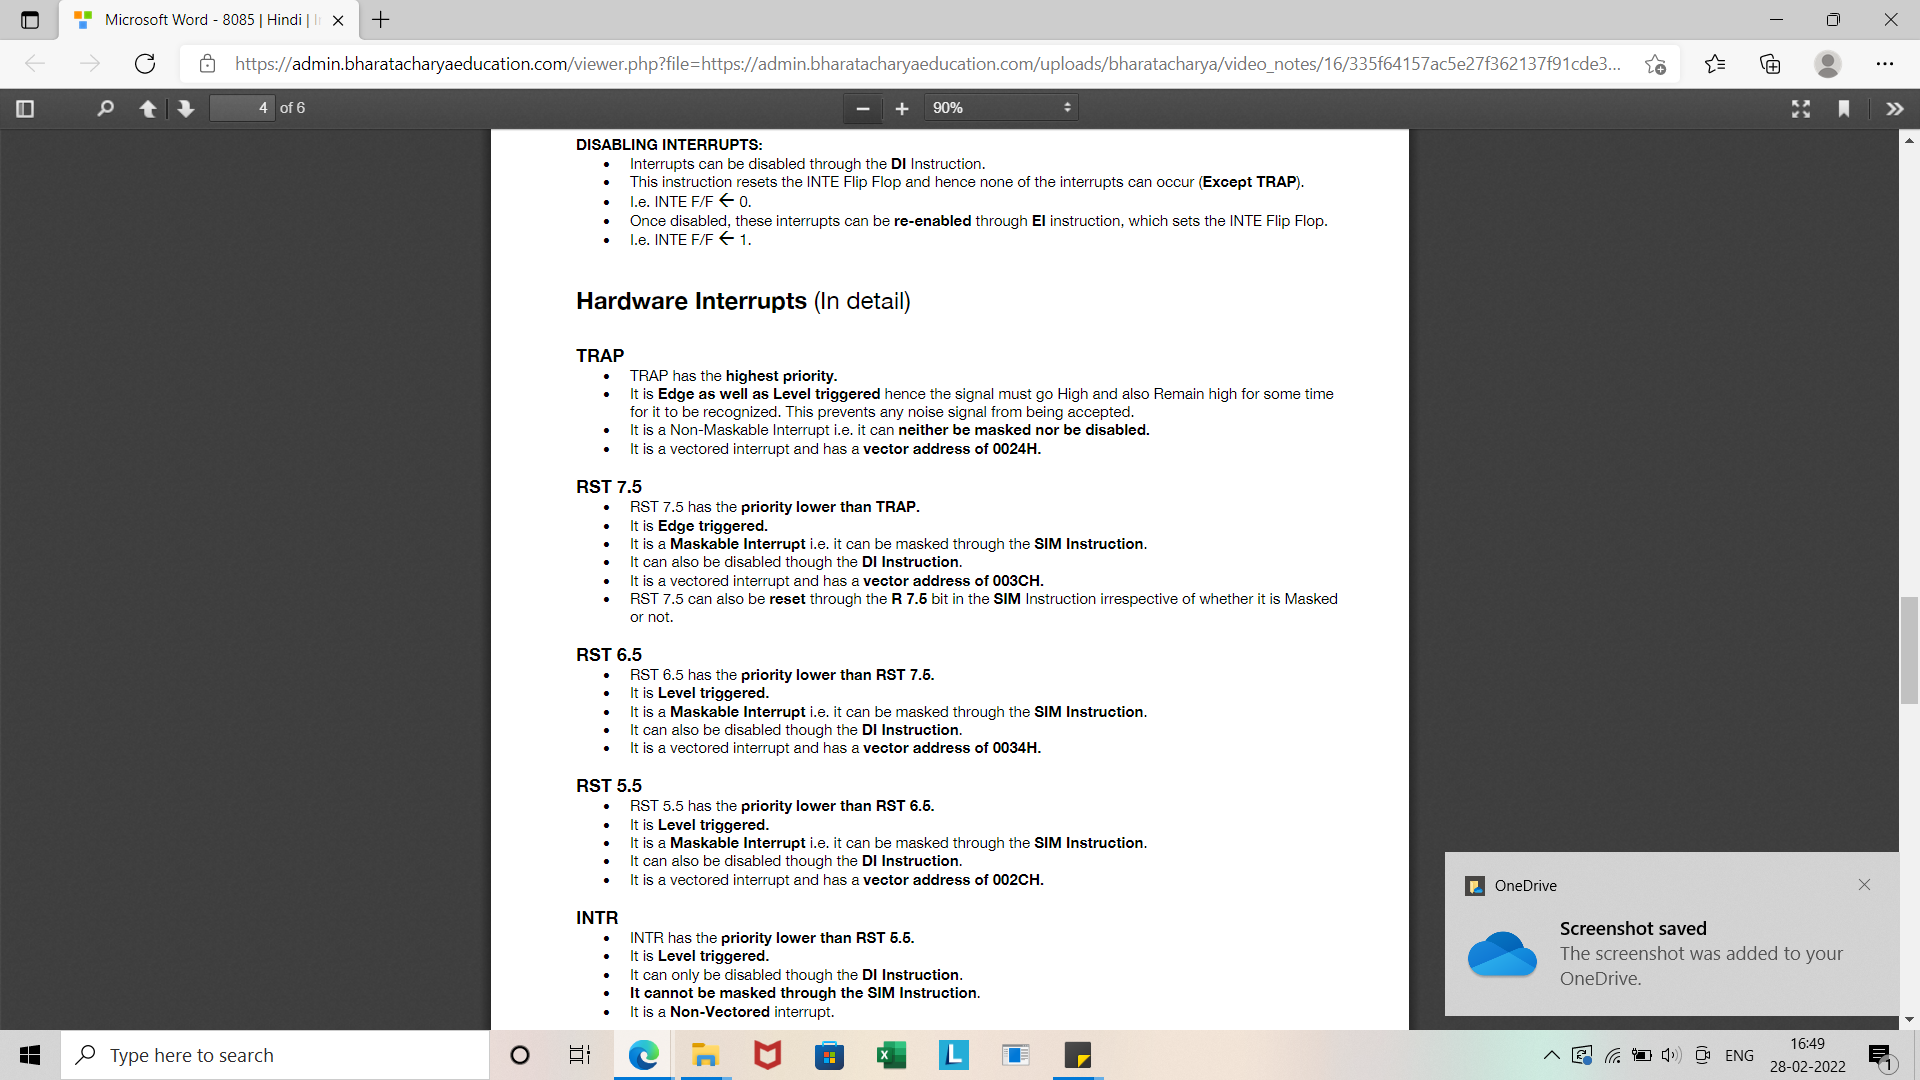 Microsoft Word - 8085 | Hindi |
https://admin.bharatacharyaeducation.com/viewer.php?file=https://admin.bharatacharyaeducation.com/uploads/bharatacharya/video_notes/16/335f64157ac5e27f362137f91cde3...
4 of 6
90%
DISABLING INTERRUPTS:
• Interrupts can be disabled through the DI Instruction.
• This instruction resets the INTE Flip Flop and hence none of the interrupts can occur (Except TRAP).
• I.e. INTE F/F ← 0.
• Once disabled, these interrupts can be re-enabled through EI instruction, which sets the INTE Flip Flop.
• I.e. INTE F/F ← 1.
Hardware Interrupts (In detail)
TRAP
• TRAP has the highest priority.
• It is Edge as well as Level triggered hence the signal must go High and also Remain high for some time
for it to be recognized. This prevents any noise signal from being accepted.
• It is a Non-Maskable Interrupt i.e. it can neither be masked nor be disabled.
• It is a vectored interrupt and has a vector address of 0024H.
RST 7.5
• RST 7.5 has the priority lower than TRAP.
• It is Edge triggered.
• It is a Maskable Interrupt i.e. it can be masked through the SIM Instruction.
• It can also be disabled though the DI Instruction.
• It is a vectored interrupt and has a vector address of 003CH.
• RST 7.5 can also be reset through the R 7.5 bit in the SIM Instruction irrespective of whether it is Masked
or not.
RST 6.5
• RST 6.5 has the priority lower than RST 7.5.
• It is Level triggered.
• It is a Maskable Interrupt i.e. it can be masked through the SIM Instruction.
• It can also be disabled though the DI Instruction.
• It is a vectored interrupt and has a vector address of 0034H.
RST 5.5
• RST 5.5 has the priority lower than RST 6.5.
• It is Level triggered.
• It is a Maskable Interrupt i.e. it can be masked through the SIM Instruction.
• It can also be disabled though the DI Instruction.
• It is a vectored interrupt and has a vector address of 002CH.
INTR
• INTR has the priority lower than RST 5.5.
• It is Level triggered.
• It can only be disabled though the DI Instruction.
• It cannot be masked through the SIM Instruction.
• It is a Non-Vectored interrupt.
OneDrive
Screenshot saved
The screenshot was added to your
OneDrive.
Type here to search
L
ENG
16:49
28-02-2022
1